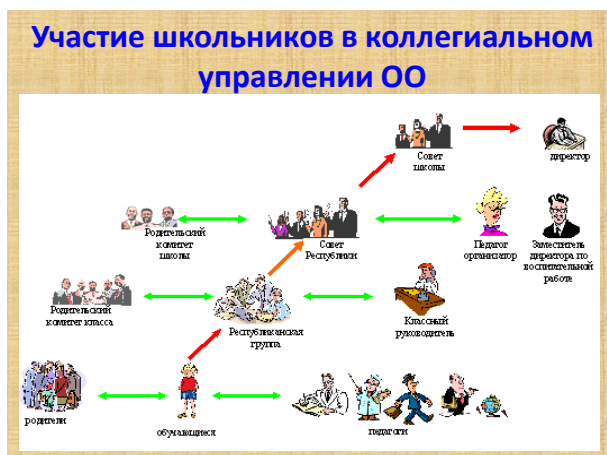 Участие школьников в коллегиальном
управлении ОО
Совет
школы
директор
Родительский
комитет
школы
Совет
Республики
Педагог
организатор
Заместитель
директора по
воспитательной
работе
Родительский
комитет класса
Республиканская
группа
Классный
руководитель
родители
обучающиеся
педагоги